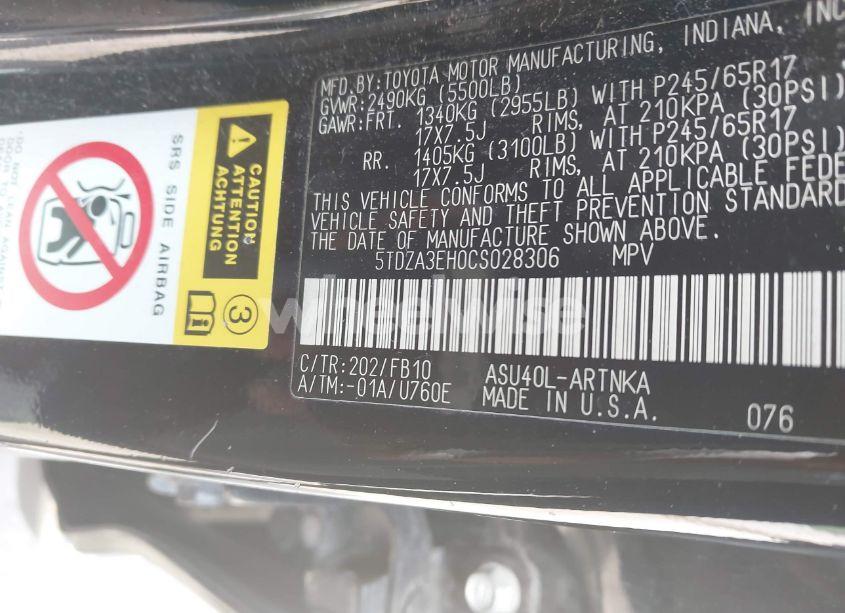 MFD.BY:TOYOTA MOTOR MANUFACTURING, INDIANA, INC
GVWR:2490KG (5500LB)
GAWR:FRT. 1340KG (2955LB) WITH P245/65R17
17X7.5J RIMS, AT 210KPA (30PSI)
RR. 1405KG (3100LB) WITH P245/65R17
17X7.5J RIMS, AT 210KPA (30PSI)
THIS VEHICLE CONFORMS TO ALL APPLICABLE FEDE
VEHICLE SAFETY AND THEFT PREVENTION STANDARD
THE DATE OF MANUFACTURE SHOWN ABOVE.
5TDZA3EH0CS028306 MPV
C/TR:202/FB10 ASU40L-ARTNKA
A/TM:-01A/U760E MADE IN U.S.A. 076
CAUTION
ATTENTION
ACHTUNG
3
i
SRS SIDE AIRBAG
wheelwise